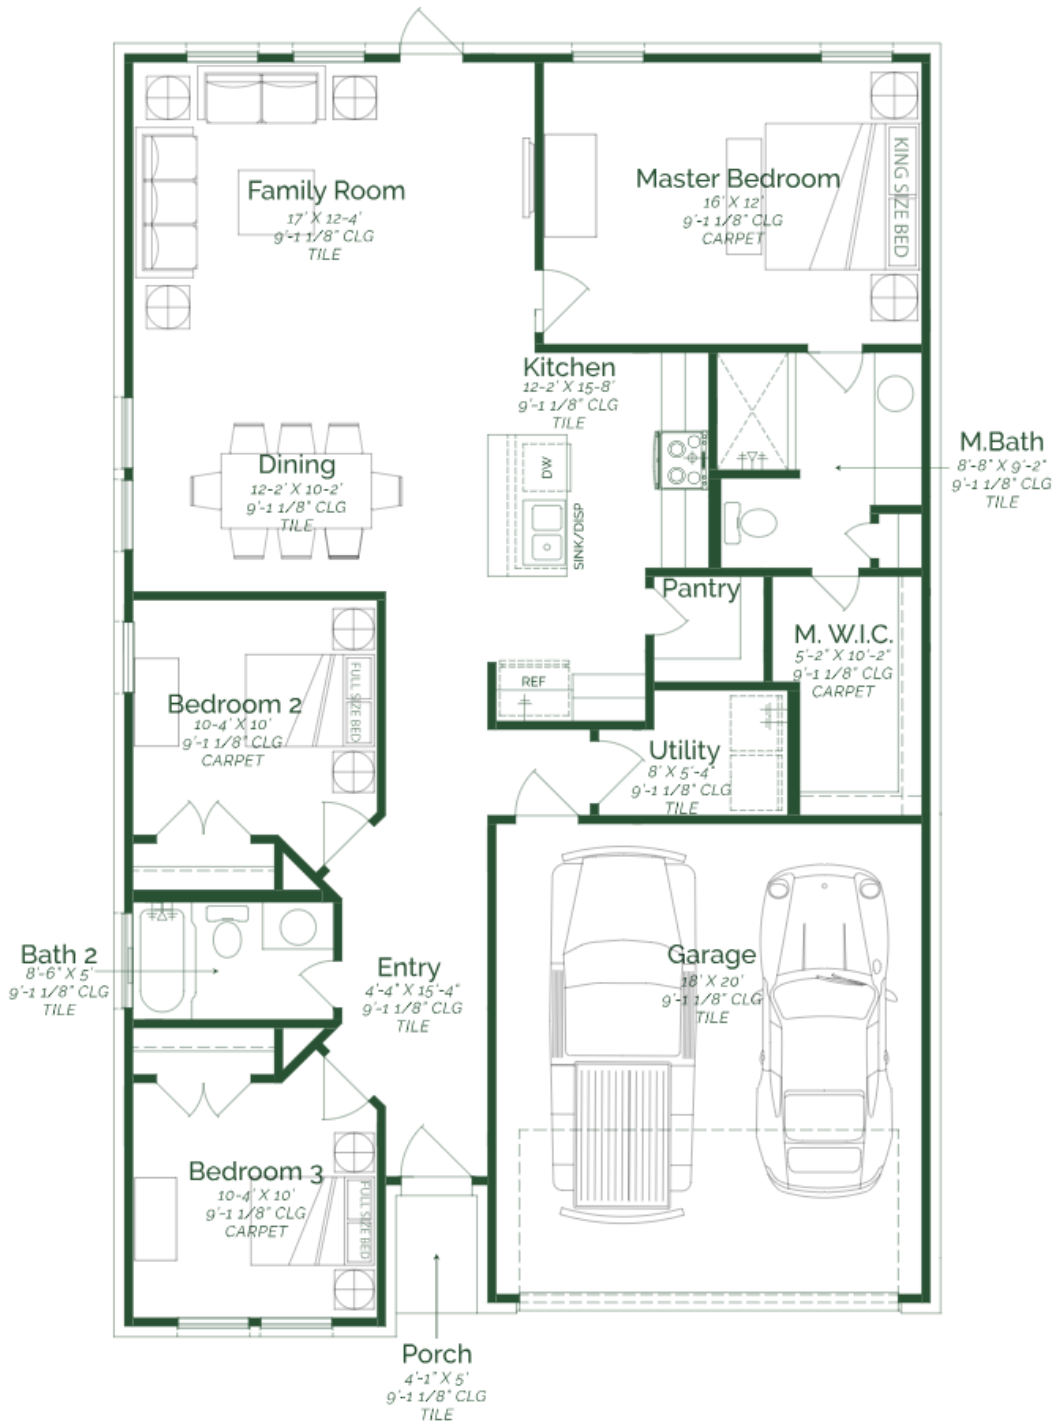 Family Room
17' X 12-4'
9'-1 1/8" CLG
TILE
Master Bedroom
16' X 12'
9'-1 1/8" CLG
CARPET
KING SIZE BED
Kitchen
12-2' X 15-8'
9'-1 1/8" CLG
TILE
DW
SINK/DISP
Dining
12-2' X 10-2'
9'-1 1/8" CLG
TILE
M.Bath
8'-8" X 9'-2"
9'-1 1/8" CLG
TILE
Pantry
M. W.I.C.
5'-2" X 10'-2"
9'-1 1/8" CLG
CARPET
REF
Bedroom 2
10-4' X 10'
9'-1 1/8" CLG
CARPET
FULL SIZE BED
Utility
8' X 5'-4"
9'-1 1/8" CLG
TILE
Bath 2
8'-6" X 5'
9'-1 1/8" CLG
TILE
Entry
4'-4" X 15'-4"
9'-1 1/8" CLG
TILE
Garage
18' X 20'
9'-1 1/8" CLG
TILE
Bedroom 3
10-4' X 10'
9'-1 1/8" CLG
CARPET
FULL SIZE BED
Porch
4'-1" X 5'
9'-1 1/8" CLG
TILE